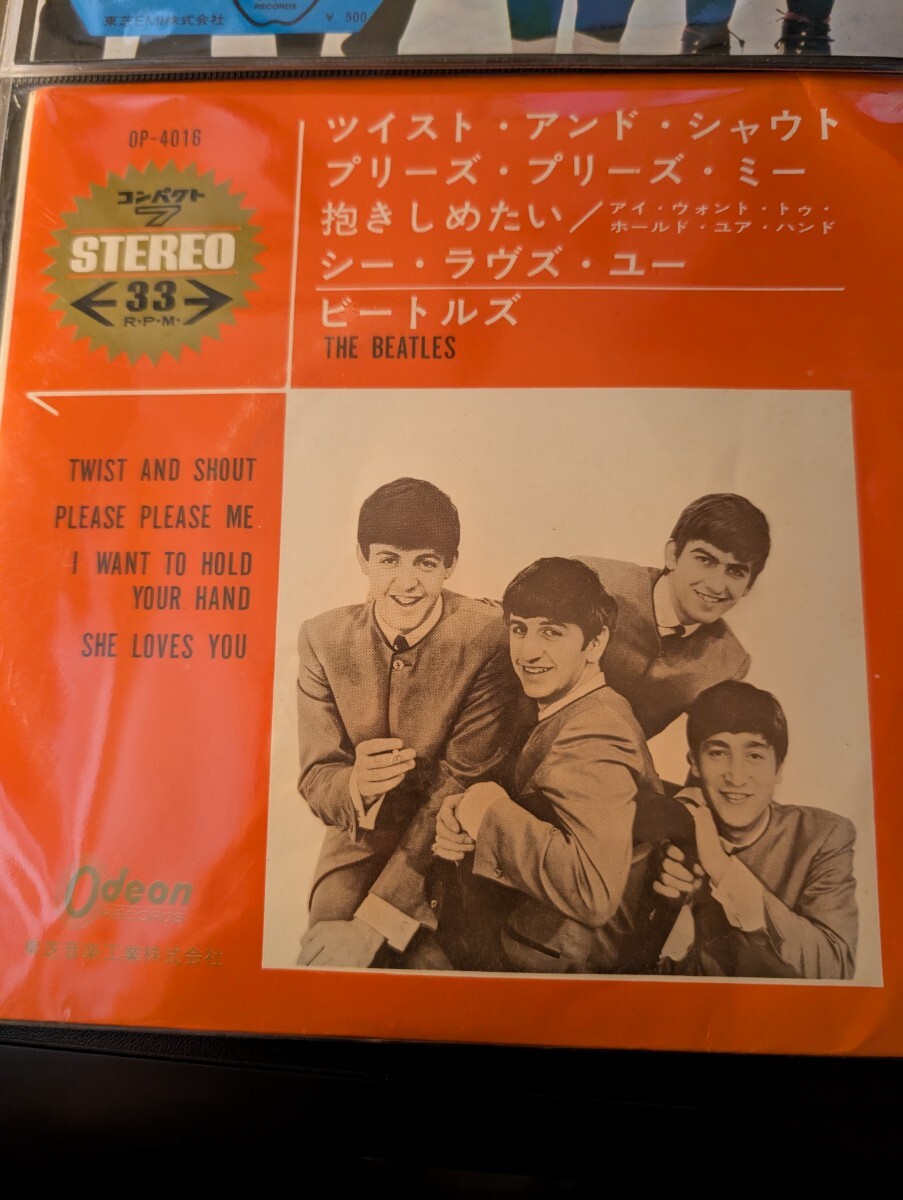 RECORDS
東芝EMI株式会社
¥ 500
OP-4016
コンパクト
7
STEREO
33
R·P·M·
ツイスト・アンド・シャウト
プリーズ・プリーズ・ミー
抱きしめたい/アイ・ウォント・トゥ・
ホールド・ユア・ハンド
シー・ラヴズ・ユー
ビートルズ
THE BEATLES
TWIST AND SHOUT
PLEASE PLEASE ME
I WANT TO HOLD
YOUR HAND
SHE LOVES YOU
Odeon
RECORDS
東芝音楽工業株式会社